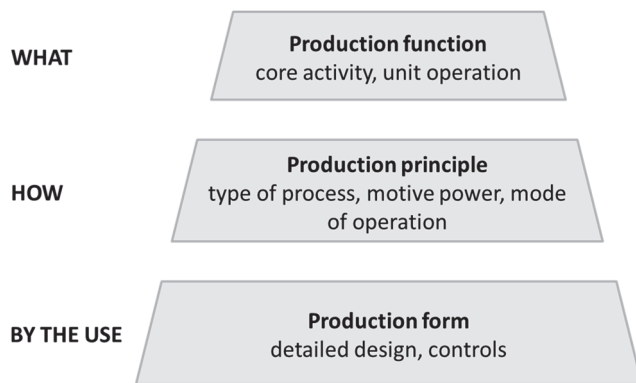 WHAT
Production function
core activity, unit operation
HOW
Production principle
type of process, motive power, mode
of operation
BY THE USE
Production form
detailed design, controls